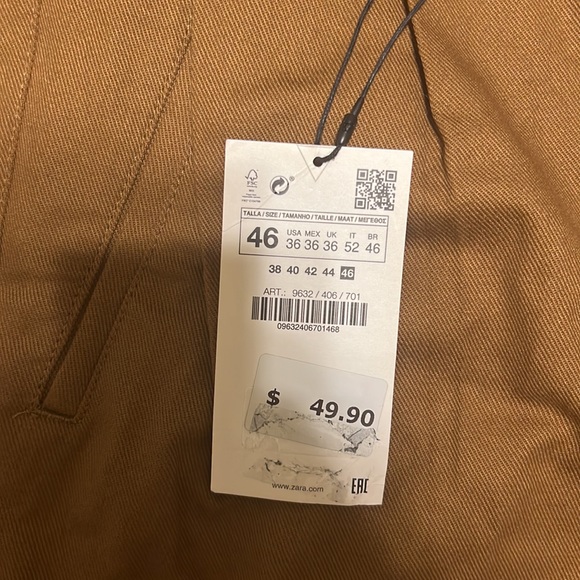 FSC
TALLA / SIZE / TAMANHO / TAILLE / MAAT / ΜΕΓΕΘΟΣ
46 USA MEX UK IT BR
36 36 36 52 46
38 40 42 44 46
ART.: 9632 / 406 / 701
09632406701468
$ 49.90
www.zara.com EAC